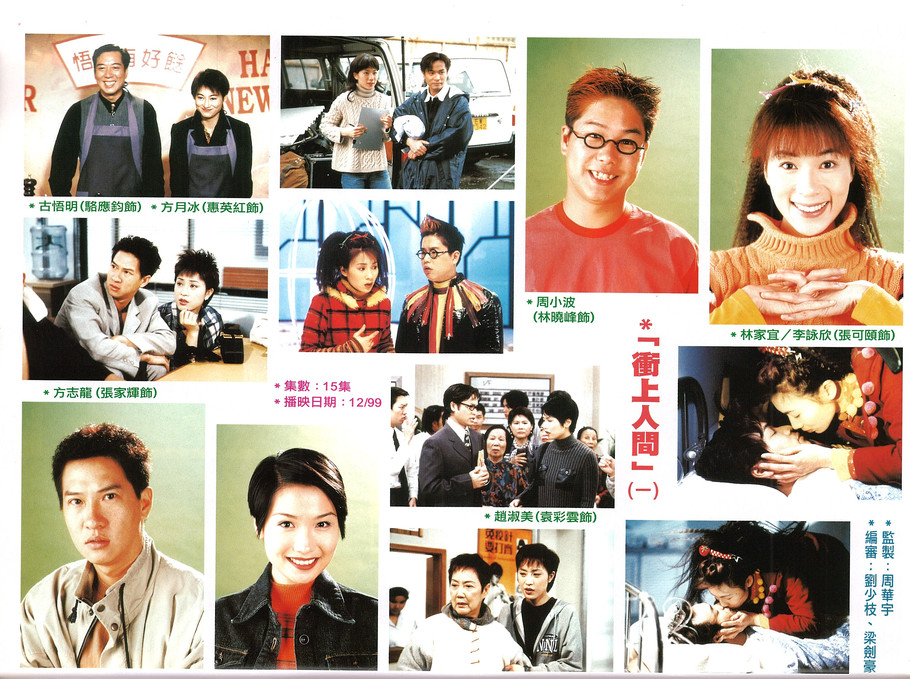 悟有好餸
HA
NEW
R
*古悟明(駱應鈞飾) *方月冰(惠英紅飾)
*周小波
(林曉峰飾)
*林家宜／李詠欣(張可頤飾)
*方志龍(張家輝飾)
*集數：15集
*播映日期：12/99
*「衝上人間」(一)
*趙淑美(袁彩雲飾)
*監製：周華宇
*編審：劉少枝、梁劍豪